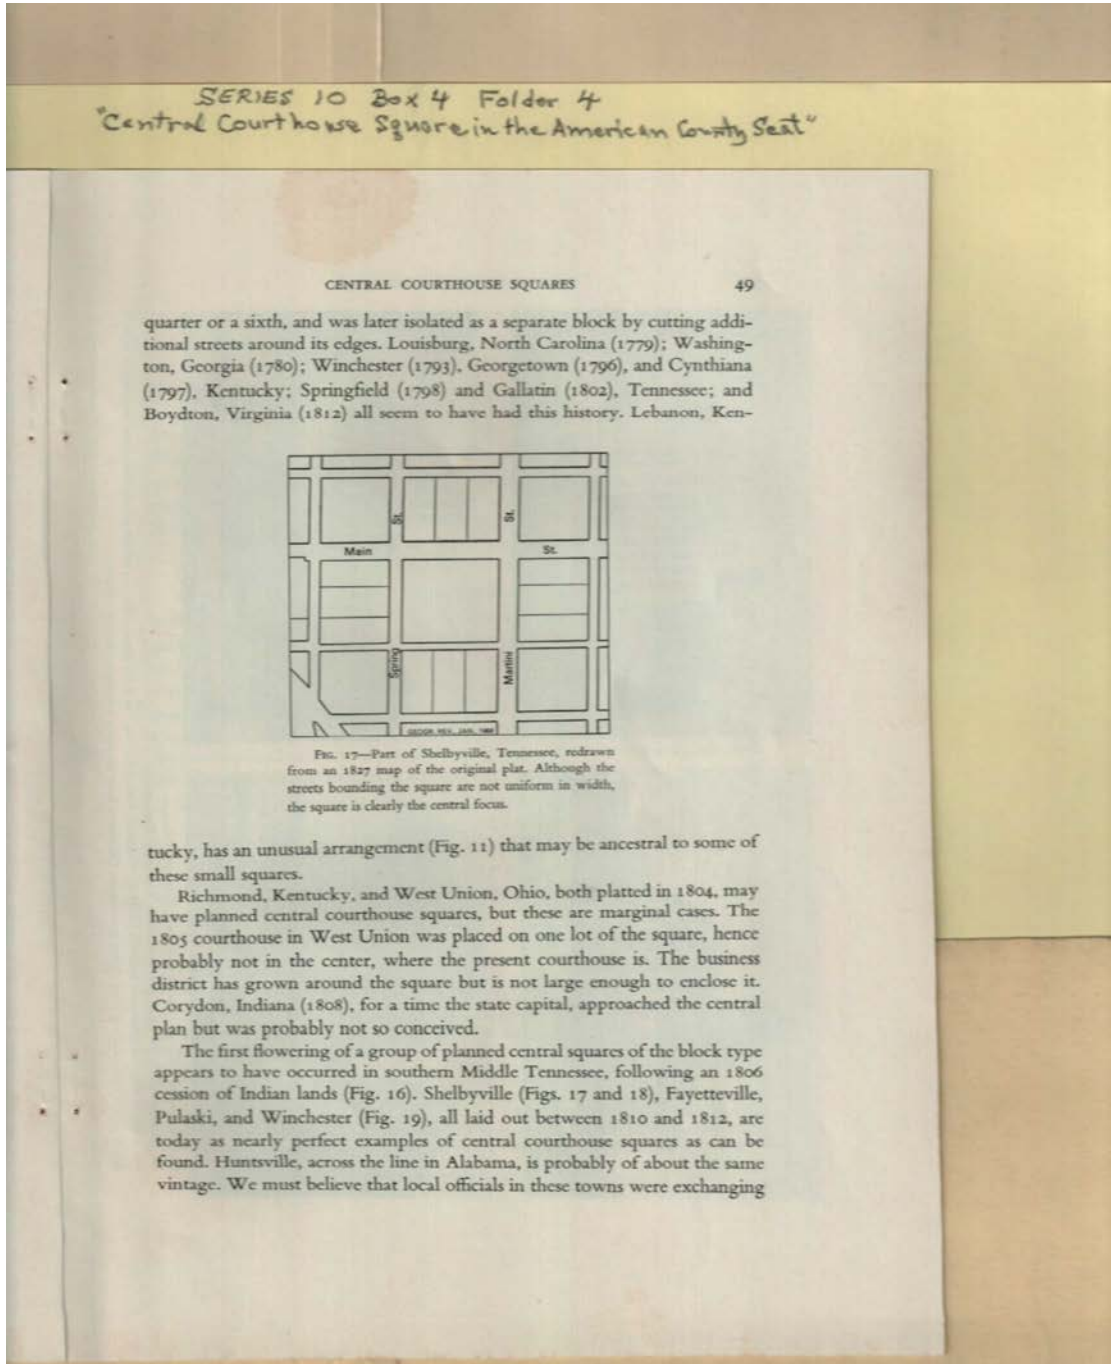 SERIES 10 Box 4 Folder 4
"Central Courthouse Square in the American County Seat"
CENTRAL COURTHOUSE SQUARES 49
quarter or a sixth, and was later isolated as a separate block by cutting addi-
tional streets around its edges. Louisburg, North Carolina (1779); Washing-
ton, Georgia (1780); Winchester (1793), Georgetown (1796), and Cynthiana
(1797), Kentucky; Springfield (1798) and Gallatin (1802), Tennessee; and
Boydton, Virginia (1812) all seem to have had this history. Lebanon, Ken-
St.
St.
Main
St.
Spring
Martini
GEOGR. REV., JAN. 1968
FIG. 17—Part of Shelbyville, Tennessee, redrawn
from an 1827 map of the original plat. Although the
streets bounding the square are not uniform in width,
the square is clearly the central focus.
tucky, has an unusual arrangement (Fig. 11) that may be ancestral to some of
these small squares.
Richmond, Kentucky, and West Union, Ohio, both platted in 1804, may
have planned central courthouse squares, but these are marginal cases. The
1805 courthouse in West Union was placed on one lot of the square, hence
probably not in the center, where the present courthouse is. The business
district has grown around the square but is not large enough to enclose it.
Corydon, Indiana (1808), for a time the state capital, approached the central
plan but was probably not so conceived.
The first flowering of a group of planned central squares of the block type
appears to have occurred in southern Middle Tennessee, following an 1806
cession of Indian lands (Fig. 16). Shelbyville (Figs. 17 and 18), Fayetteville,
Pulaski, and Winchester (Fig. 19), all laid out between 1810 and 1812, are
today as nearly perfect examples of central courthouse squares as can be
found. Huntsville, across the line in Alabama, is probably of about the same
vintage. We must believe that local officials in these towns were exchanging